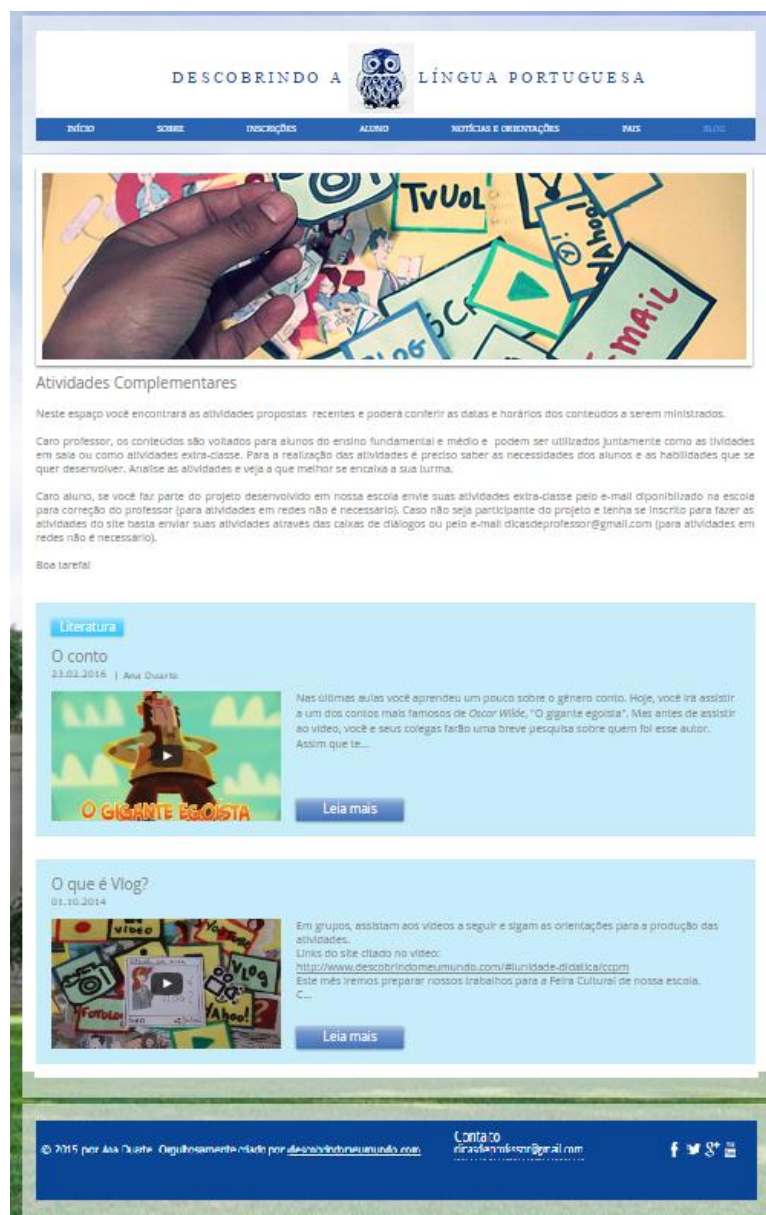 DESCOBRINDO A LÍNGUA PORTUGUESA
INÍCIO SOBRE INSCRIÇÕES ALUNO NOTÍCIAS E ORIENTAÇÕES PAIS BLOG
TVUOL
Yahoo!
BLOG
E-MAIL
Atividades Complementares
Neste espaço você encontrará as atividades propostas recentes e poderá conferir as datas e horários dos conteúdos a serem ministrados.
Caro professor, os conteúdos são voltados para alunos do ensino fundamental e médio e podem ser utilizados juntamente como as tividades
em sala ou como atividades extra-classe. Para a realização das atividades é preciso saber as necessidades dos alunos e as habilidades que se
quer desenvolver. Analise as atividades e veja a que melhor se encaixa a sua turma.
Caro aluno, se você faz parte do projeto desenvolvido em nossa escola envie suas atividades extra-classe pelo e-mail diponibilizado na escola
para correção do professor (para atividades em redes não é necessário). Caso não seja participante do projeto e tenha se inscrito para fazer as
atividades do site basta enviar suas atividades através das caixas de diálogos ou pelo e-mail dicasdeprofessor@gmail.com (para atividades em
redes não é necessário).
Boa tarefa!
Literatura
O conto
23.02.2016 | Ana Duarte
Nas últimas aulas você aprendeu um pouco sobre o gênero conto. Hoje, você irá assistir
a um dos contos mais famosos de Oscar Wilde, "O gigante egoísta". Mas antes de assistir
ao vídeo, você e seus colegas farão uma breve pesquisa sobre quem foi esse autor.
Assim que te...
O GIGANTE EGOÍSTA
Leia mais
O que é Vlog?
01.10.2014
VIDEO
YOUTUBE
VLOG
FOTOLOG
YAhoo!
Em grupos, assistam aos vídeos a seguir e sigam as orientações para a produção das
atividades.
Links do site citado no vídeo:
http://www.descobrindomeumundo.com/#!unidade-didatica/ccpm
Este mês iremos preparar nossos trabalhos para a Feira Cultural de nossa escola.
C...
Leia mais
© 2015 por Ana Duarte. Orgulhosamente criado por descobrindomeumundo.com
Contato
dicasdeprofessor@gmail.com